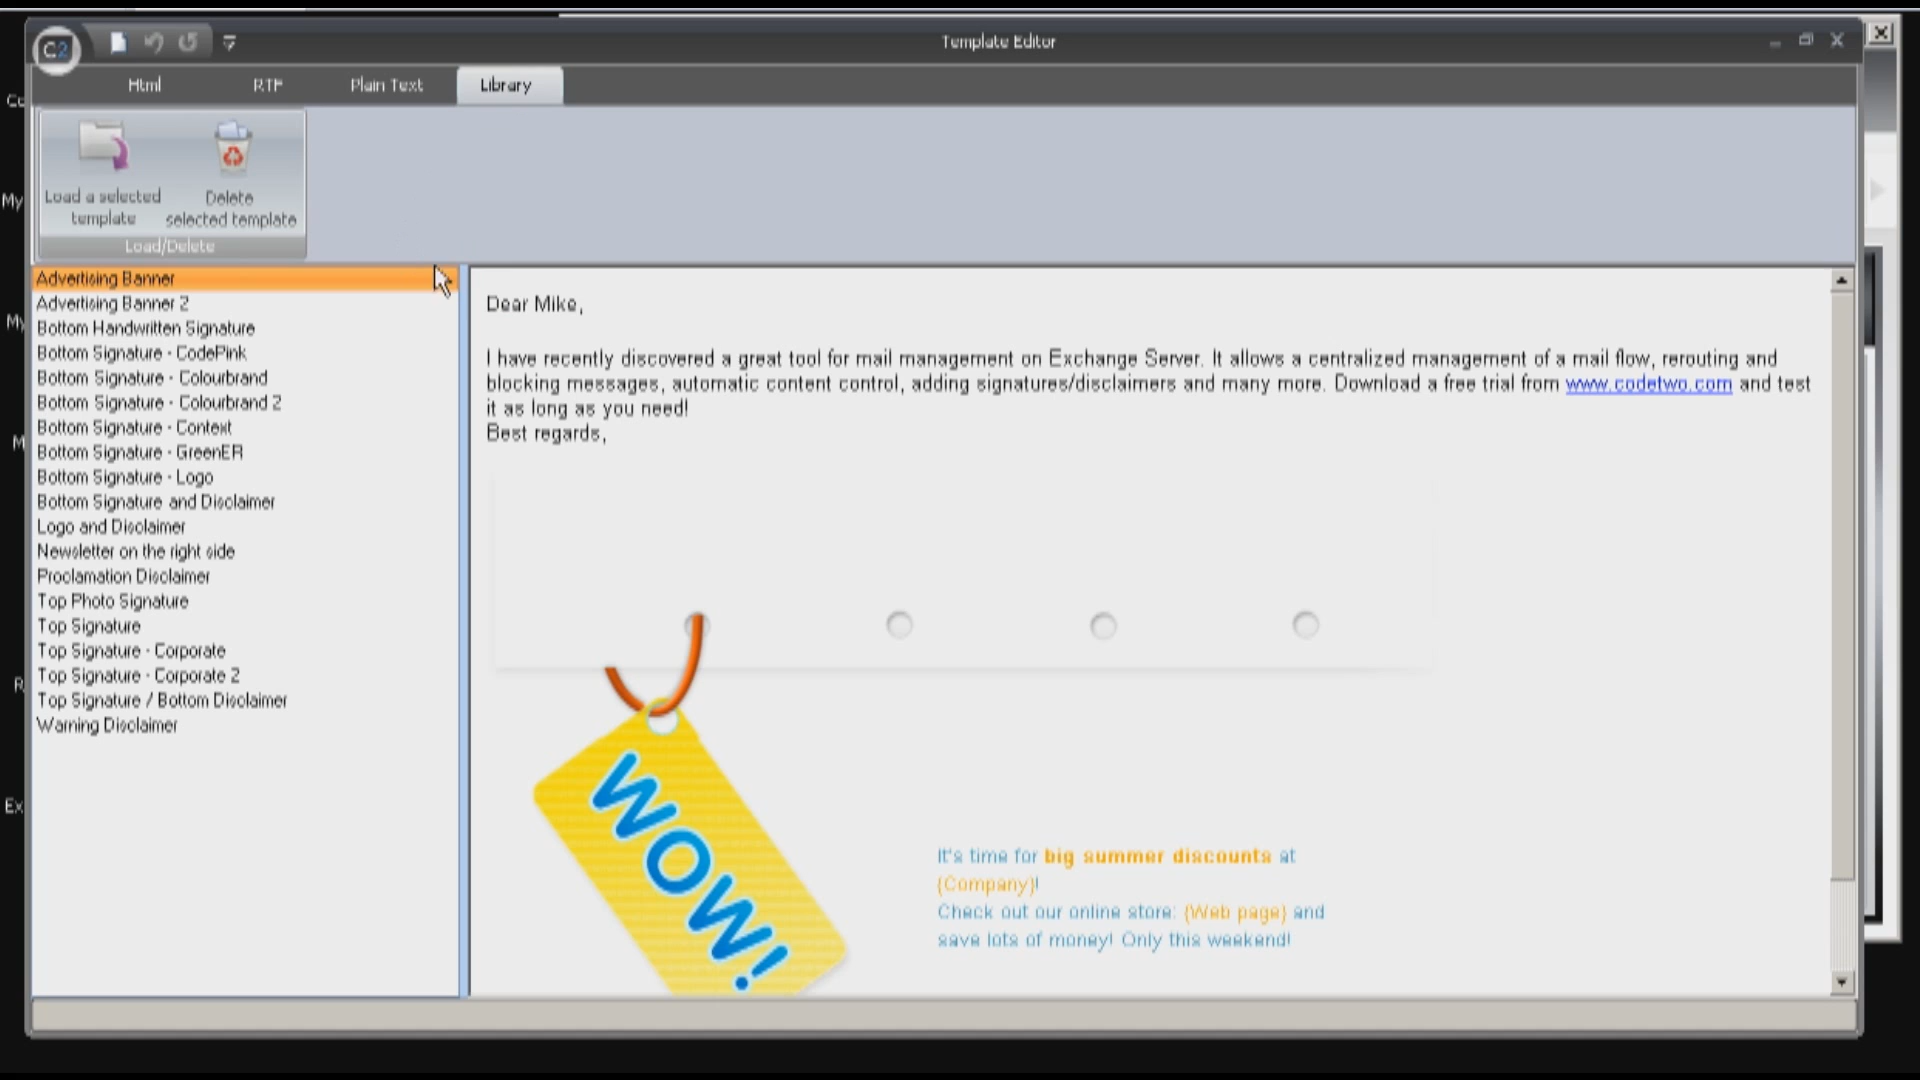 C2
Template Editor
Html RTF Plain Text Library
Load a selected template
Delete selected template
Load/Delete
Advertising Banner
Advertising Banner 2
Bottom Handwritten Signature
Bottom Signature - CodePink
Bottom Signature - Colourbrand
Bottom Signature - Colourbrand 2
Bottom Signature - Context
Bottom Signature - GreenER
Bottom Signature - Logo
Bottom Signature and Disclaimer
Logo and Disclaimer
Newsletter on the right side
Proclamation Disclaimer
Top Photo Signature
Top Signature
Top Signature - Corporate
Top Signature - Corporate 2
Top Signature / Bottom Disclaimer
Warning Disclaimer
Dear Mike,
I have recently discovered a great tool for mail management on Exchange Server. It allows a centralized management of a mail flow, rerouting and
blocking messages, automatic content control, adding signatures/disclaimers and many more. Download a free trial from www.codetwo.com and test
it as long as you need!
Best regards,
WOW!
It's time for big summer discounts at
{Company}!
Check out our online store: {Web page} and
save lots of money! Only this weekend!
Co
My
My
M
R
Ex